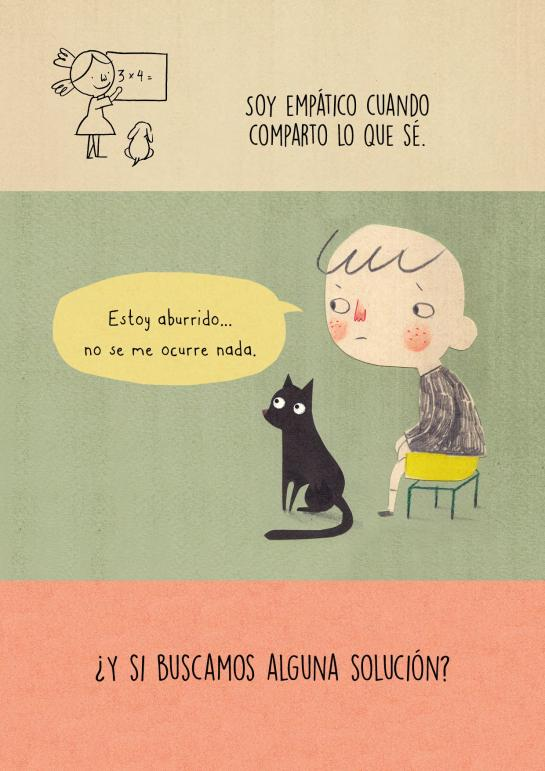 3 x 4 =
SOY EMPÁTICO CUANDO
COMPARTO LO QUE SÉ.
Estoy aburrido...
no se me ocurre nada.
¿Y SI BUSCAMOS ALGUNA SOLUCIÓN?